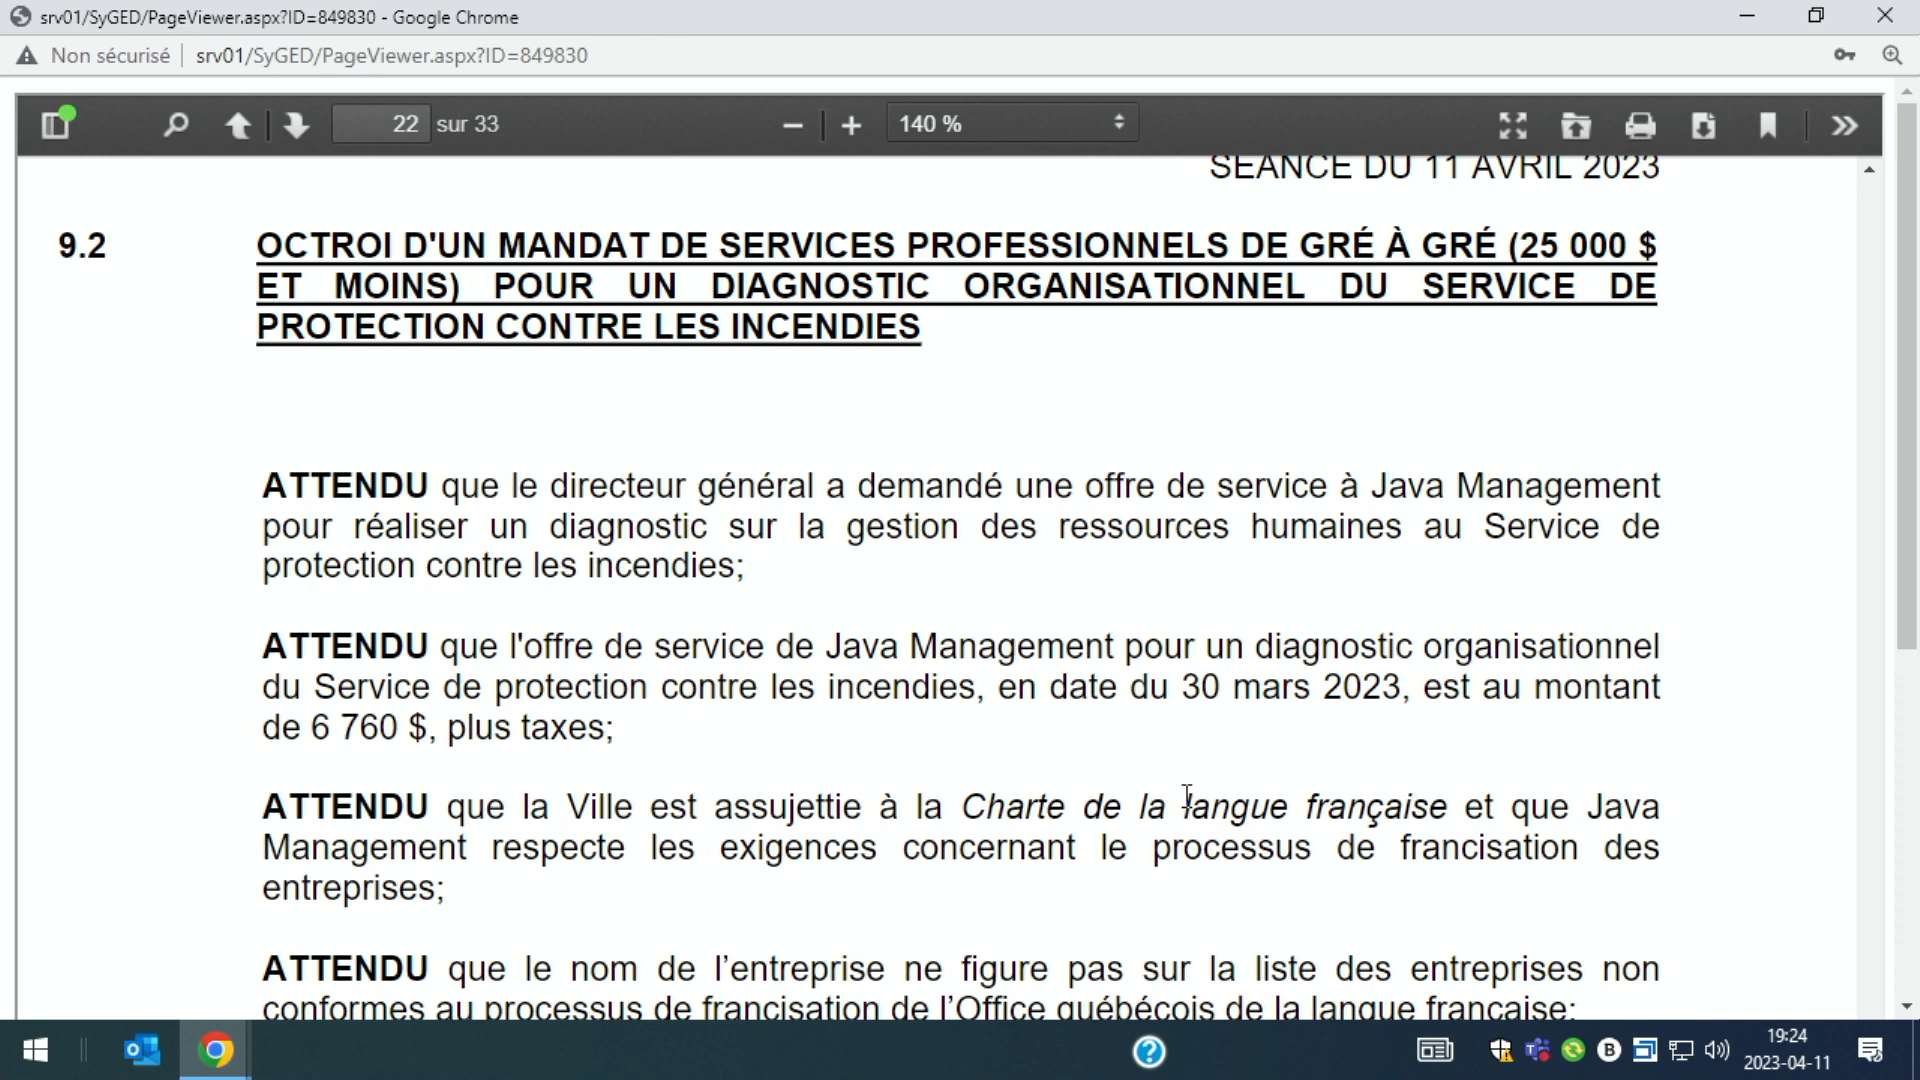 srv01/SyGED/PageViewer.aspx?ID=849830 - Google Chrome
Non sécurisé srv01/SyGED/PageViewer.aspx?ID=849830
22 sur 33 140 %
SÉANCE DU 11 AVRIL 2023
9.2 OCTROI D'UN MANDAT DE SERVICES PROFESSIONNELS DE GRÉ À GRÉ (25 000 $
ET MOINS) POUR UN DIAGNOSTIC ORGANISATIONNEL DU SERVICE DE
PROTECTION CONTRE LES INCENDIES
ATTENDU que le directeur général a demandé une offre de service à Java Management
pour réaliser un diagnostic sur la gestion des ressources humaines au Service de
protection contre les incendies;
ATTENDU que l'offre de service de Java Management pour un diagnostic organisationnel
du Service de protection contre les incendies, en date du 30 mars 2023, est au montant
de 6 760 $, plus taxes;
ATTENDU que la Ville est assujettie à la Charte de la langue française et que Java
Management respecte les exigences concernant le processus de francisation des
entreprises;
ATTENDU que le nom de l’entreprise ne figure pas sur la liste des entreprises non
conformes au processus de francisation de l’Office québécois de la langue française;
19:24
2023-04-11